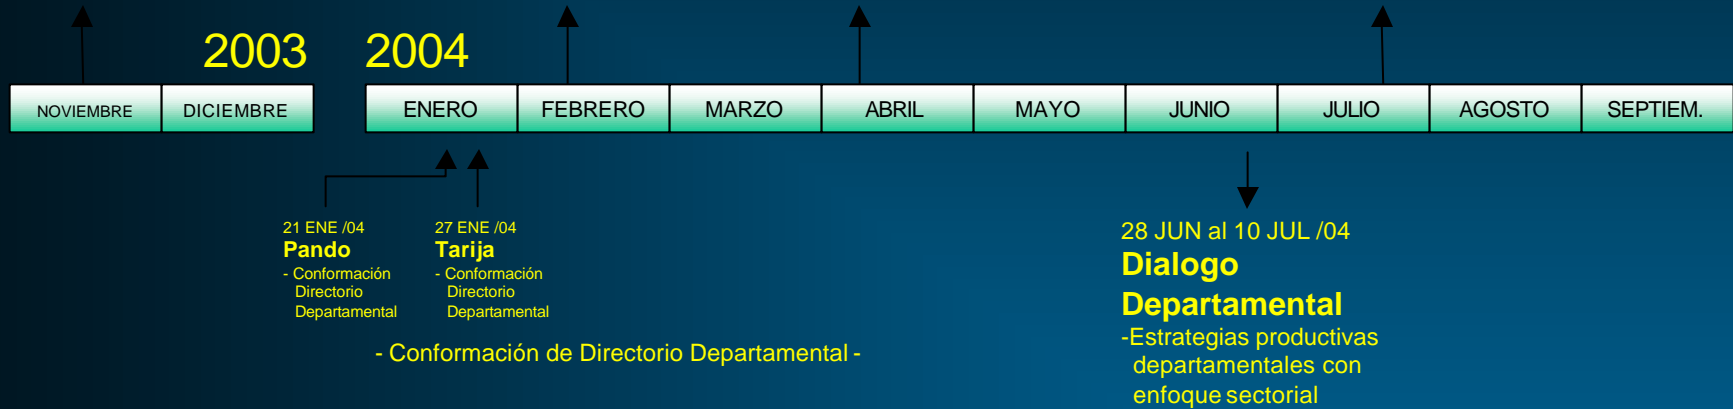 2003 2004
NOVIEMBRE DICIEMBRE ENERO FEBRERO MARZO ABRIL MAYO JUNIO JULIO AGOSTO SEPTIEM.
21 ENE /04
Pando
- Conformación
Directorio
Departamental
27 ENE /04
Tarija
- Conformación
Directorio
Departamental
- Conformación de Directorio Departamental -
28 JUN al 10 JUL /04
Dialogo
Departamental
-Estrategias productivas
departamentales con
enfoque sectorial